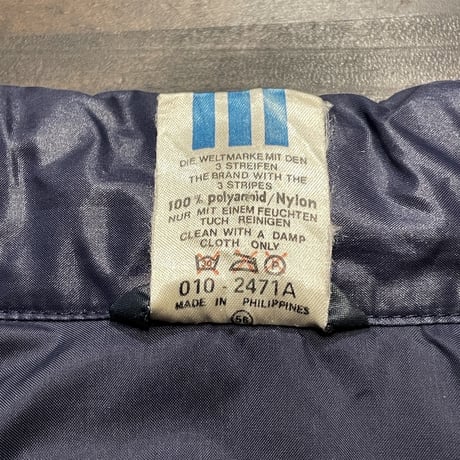 DIE WELTMARKE MIT DEN
3 STREIFEN
THE BRAND WITH THE
3 STRIPES
100 % polyamid/Nylon
NUR MIT EINEM FEUCHTEN
TUCH REINIGEN
CLEAN WITH A DAMP
CLOTH ONLY
30 P
010 - 2471A
MADE IN PHILIPPINES